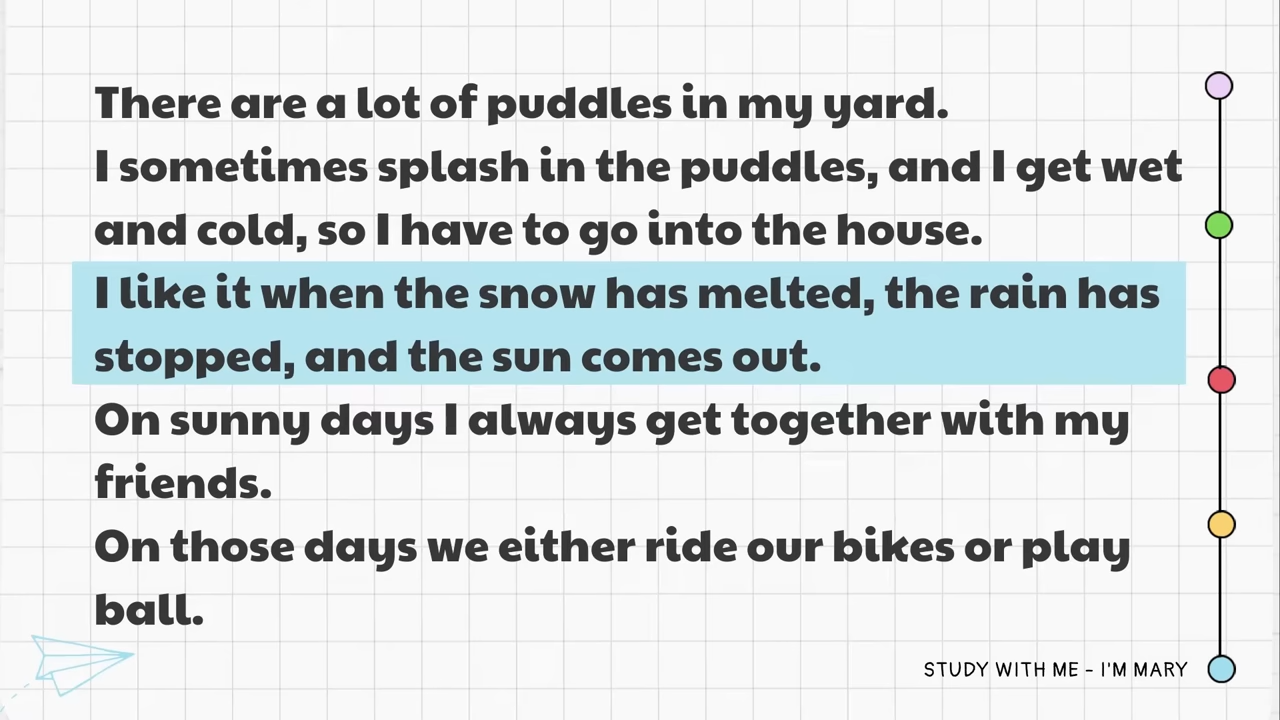 There are a lot of puddles in my yard.
I sometimes splash in the puddles, and I get wet
and cold, so I have to go into the house.
I like it when the snow has melted, the rain has
stopped, and the sun comes out.
On sunny days I always get together with my
friends.
On those days we either ride our bikes or play
ball.
STUDY WITH ME - I'M MARY